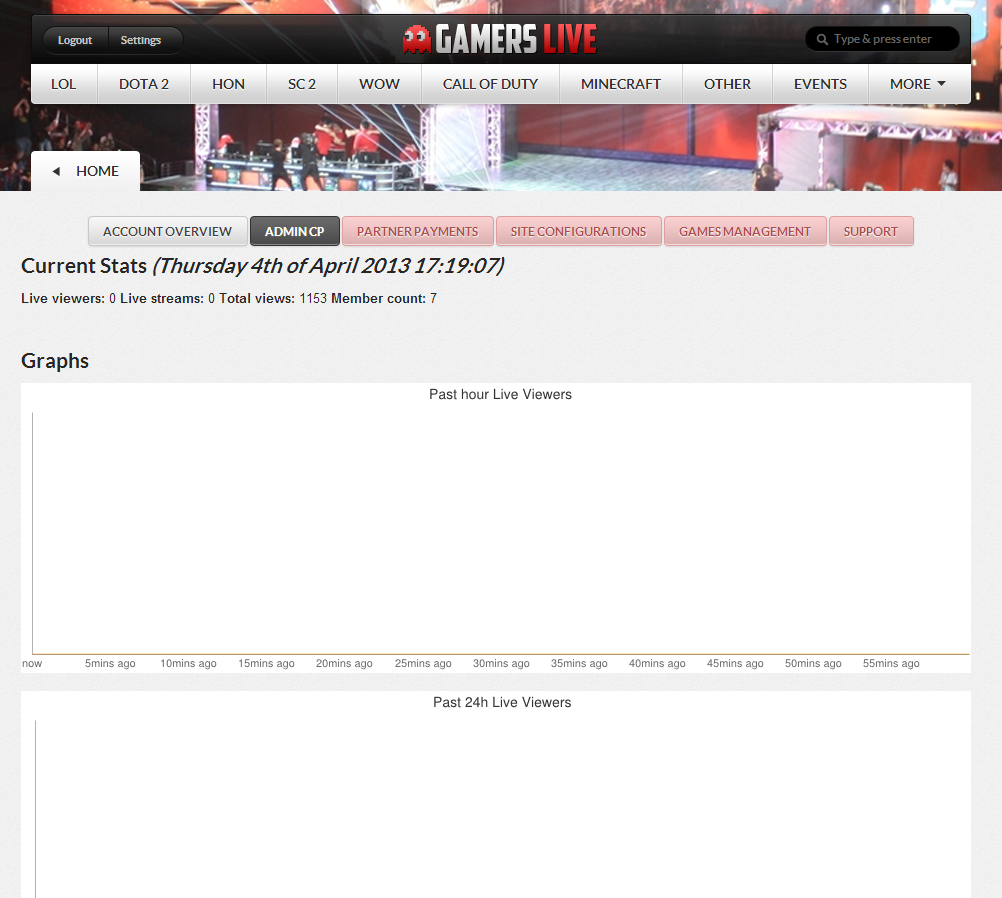 Logout Settings GAMERS LIVE Type & press enter
LOL DOTA 2 HON SC 2 WOW CALL OF DUTY MINECRAFT OTHER EVENTS MORE
HOME
ACCOUNT OVERVIEW ADMIN CP PARTNER PAYMENTS SITE CONFIGURATIONS GAMES MANAGEMENT SUPPORT
Current Stats (Thursday 4th of April 2013 17:19:07)
Live viewers: 0 Live streams: 0 Total views: 1153 Member count: 7
Graphs
Past hour Live Viewers
now 5mins ago 10mins ago 15mins ago 20mins ago 25mins ago 30mins ago 35mins ago 40mins ago 45mins ago 50mins ago 55mins ago
Past 24h Live Viewers